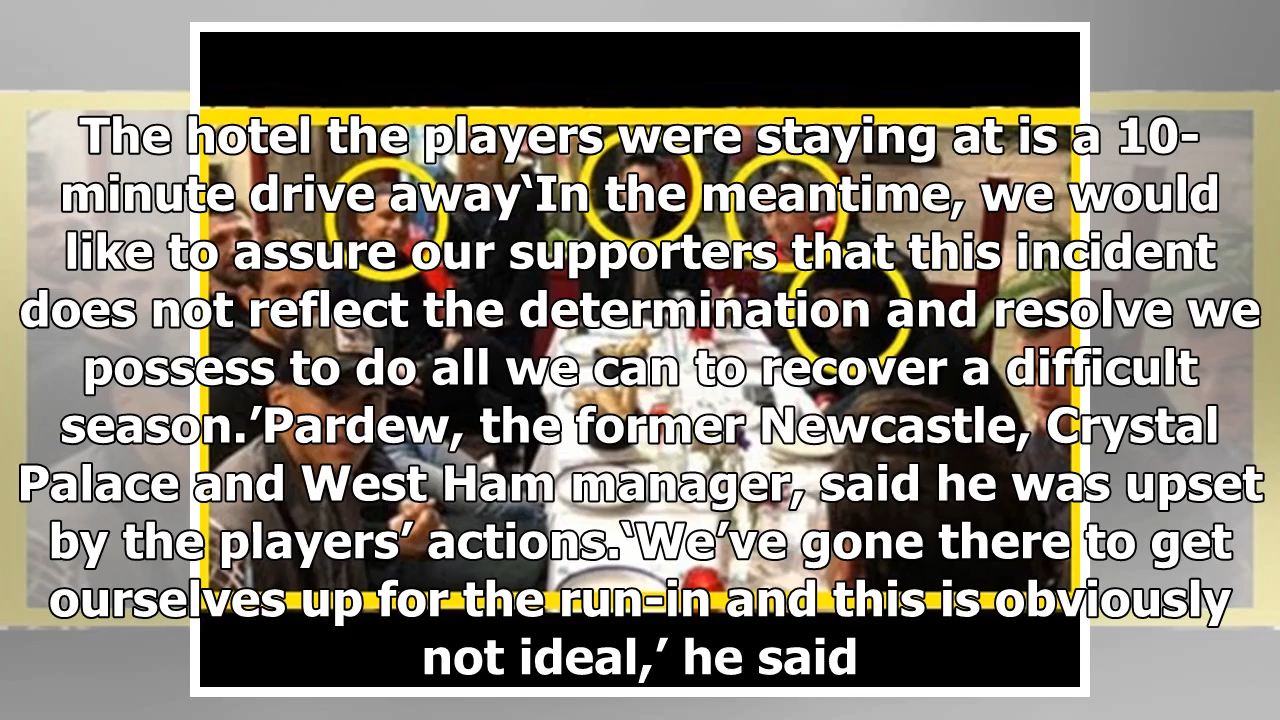 The hotel the players were staying at is a 10-
minute drive away‘In the meantime, we would
like to assure our supporters that this incident
does not reflect the determination and resolve we
possess to do all we can to recover a difficult
season.’Pardew, the former Newcastle, Crystal
Palace and West Ham manager, said he was upset
by the players’ actions.‘We’ve gone there to get
ourselves up for the run-in and this is obviously
not ideal,’ he said